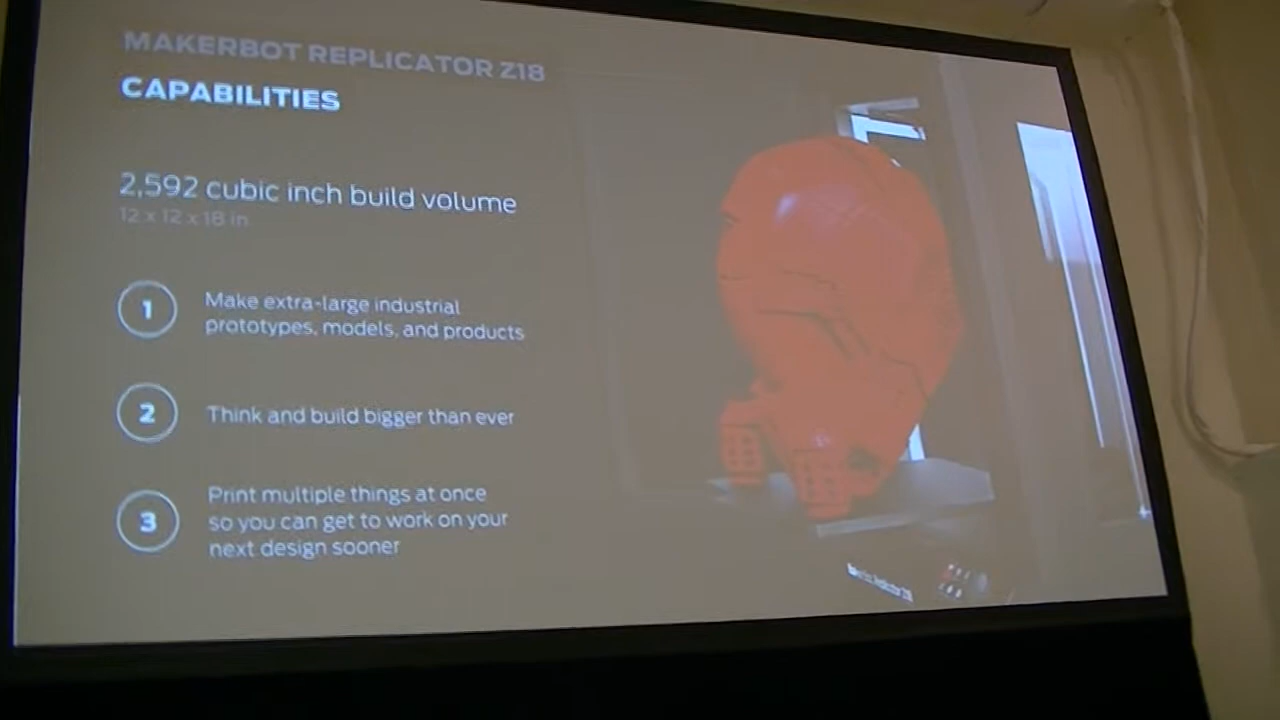 MAKERBOT REPLICATOR Z18
CAPABILITIES
2,592 cubic inch build volume
12 x 12 x 18 in
1
Make extra-large industrial
prototypes, models, and products
2
Think and build bigger than ever
3
Print multiple things at once
so you can get to work on your
next design sooner